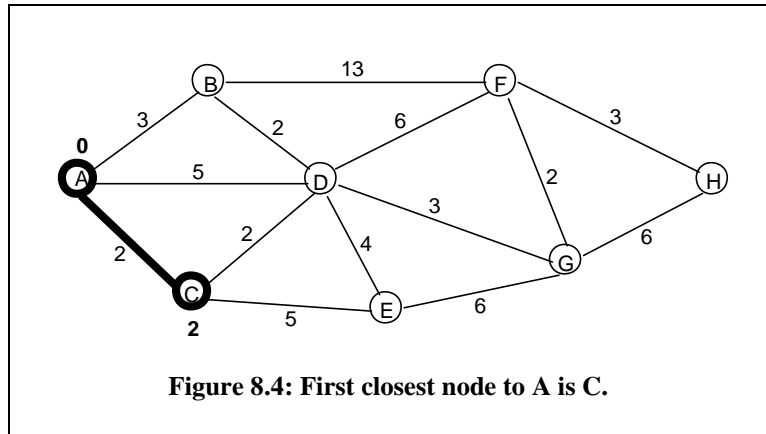 B 13 F
3 2 6 3
0
A 5 D H
2 2 3 2
4 6
C G
5 E 6
2
Figure 8.4: First closest node to A is C.